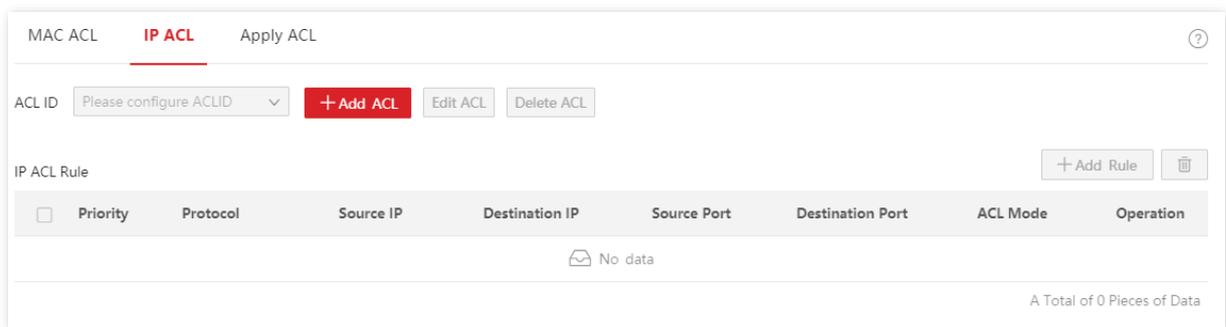 MAC ACL IP ACL Apply ACL ?
ACL ID Please configure ACLID +Add ACL Edit ACL Delete ACL
+Add Rule
IP ACL Rule
Priority Protocol Source IP Destination IP Source Port Destination Port ACL Mode Operation
No data
A Total of 0 Pieces of Data